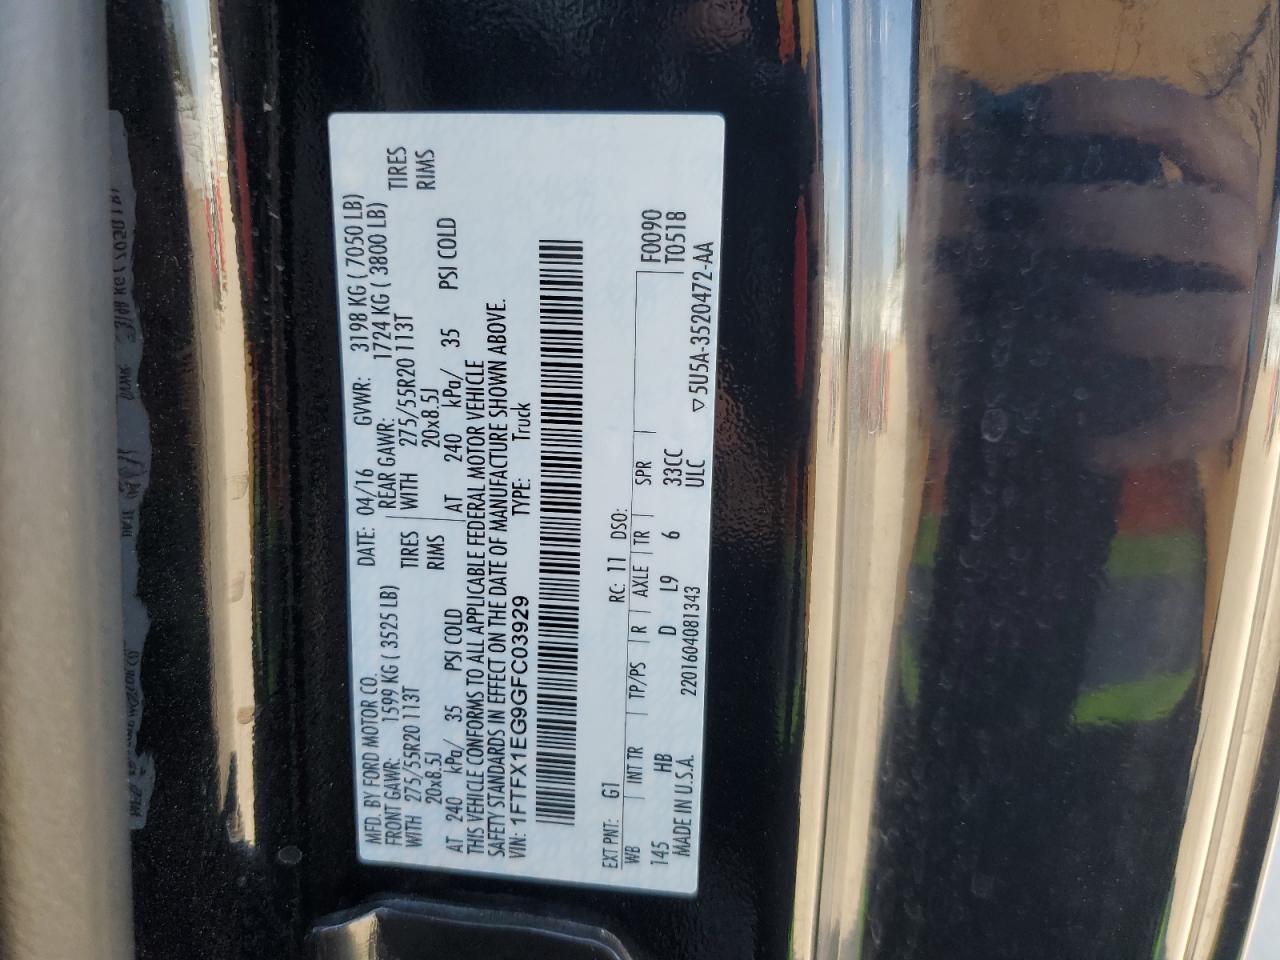 MFD. BY FORD MOTOR CO.
DATE: 04/16 GVWR: 3198 KG ( 7050 LB)
FRONT GAWR: 1599 KG ( 3525 LB)
REAR GAWR: 1724 KG ( 3800 LB)
WITH 275/55R20 113T TIRES
WITH 275/55R20 113T TIRES
20x8.5J RIMS
20x8.5J RIMS
AT 240 kPa/ 35 PSI COLD
AT 240 kPa/ 35 PSI COLD
THIS VEHICLE CONFORMS TO ALL APPLICABLE FEDERAL MOTOR VEHICLE
SAFETY STANDARDS IN EFFECT ON THE DATE OF MANUFACTURE SHOWN ABOVE.
VIN: 1FTFX1EG9GFC03929 TYPE: Truck
EXT PNT: G1 RC: 11 DSO:
WB INT TR TP/PS R AXLE TR SPR F0090
145 HB D L9 6 33CC T0518
ULC
MADE IN U.S.A. 2201604081343 ▽5U5A-3520472-AA